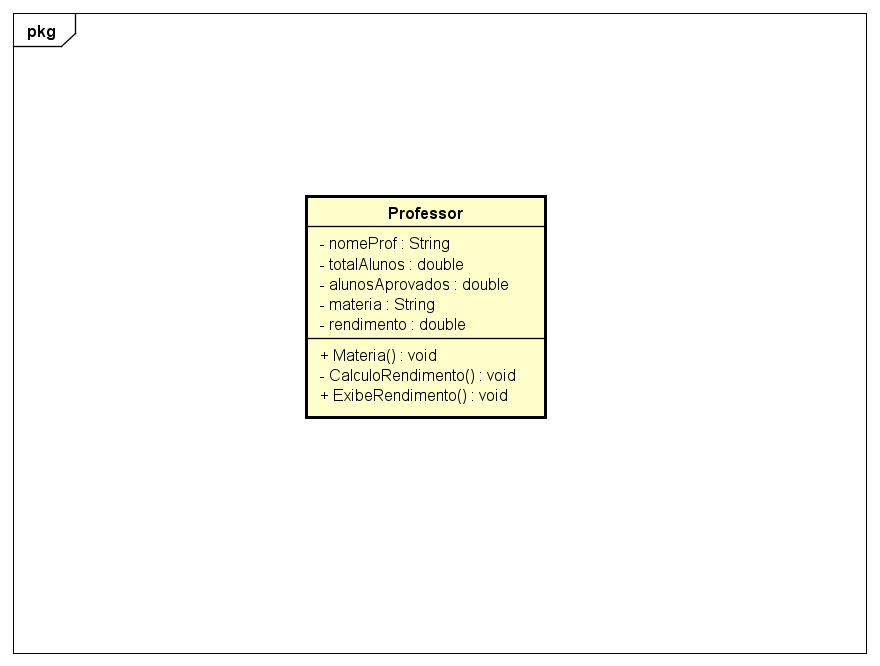 pkg
Professor
- nomeProf : String
- totalAlunos : double
- alunosAprovados : double
- materia : String
- rendimento : double
+ Materia() : void
- CalculoRendimento() : void
+ ExibeRendimento() : void